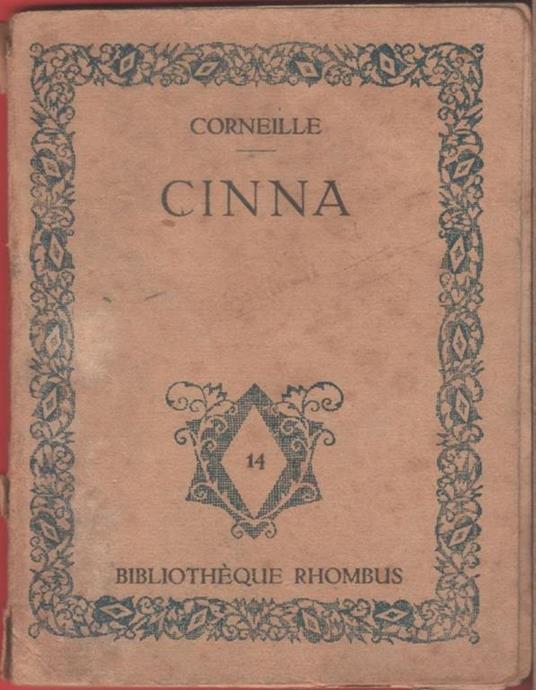 CORNEILLE
CINNA
14
BIBLIOTHÈQUE RHOMBUS